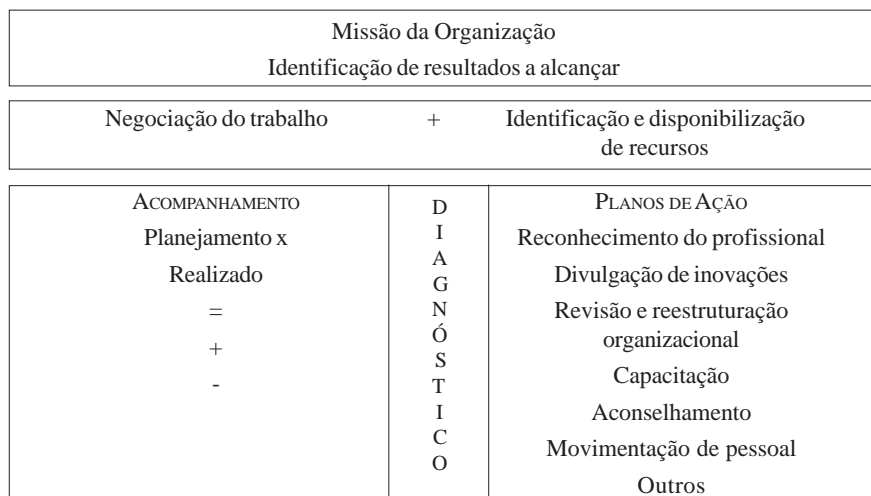 Missão da Organização
Identificação de resultados a alcançar
Negociação do trabalho + Identificação e disponibilização
de recursos
ACOMPANHAMENTO
Planejamento x
Realizado
=
+
-
D
I
A
G
N
Ó
S
T
I
C
O
PLANOS DE AÇÃO
Reconhecimento do profissional
Divulgação de inovações
Revisão e reestruturação
organizacional
Capacitação
Aconselhamento
Movimentação de pessoal
Outros